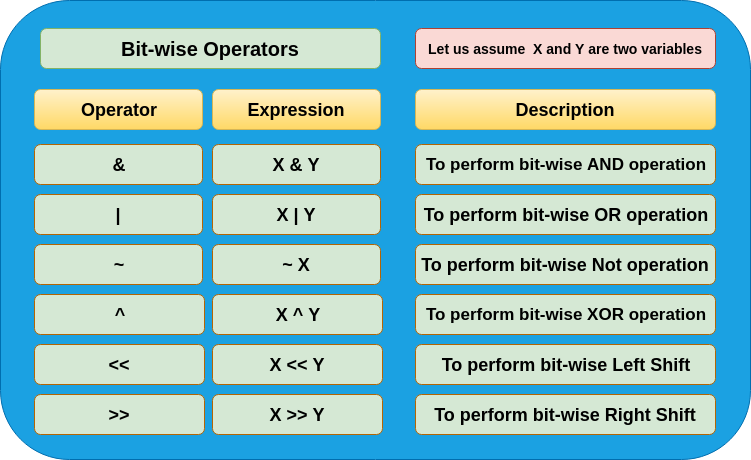 Bit-wise Operators
Let us assume  X and Y are two variables
Operator
Expression
Description
&
X & Y
To perform bit-wise AND operation
|
X | Y
To perform bit-wise OR operation
~
~ X
To perform bit-wise Not operation
^
X ^ Y
To perform bit-wise XOR operation
<<
X << Y
To perform bit-wise Left Shift
>>
X >> Y
To perform bit-wise Right Shift